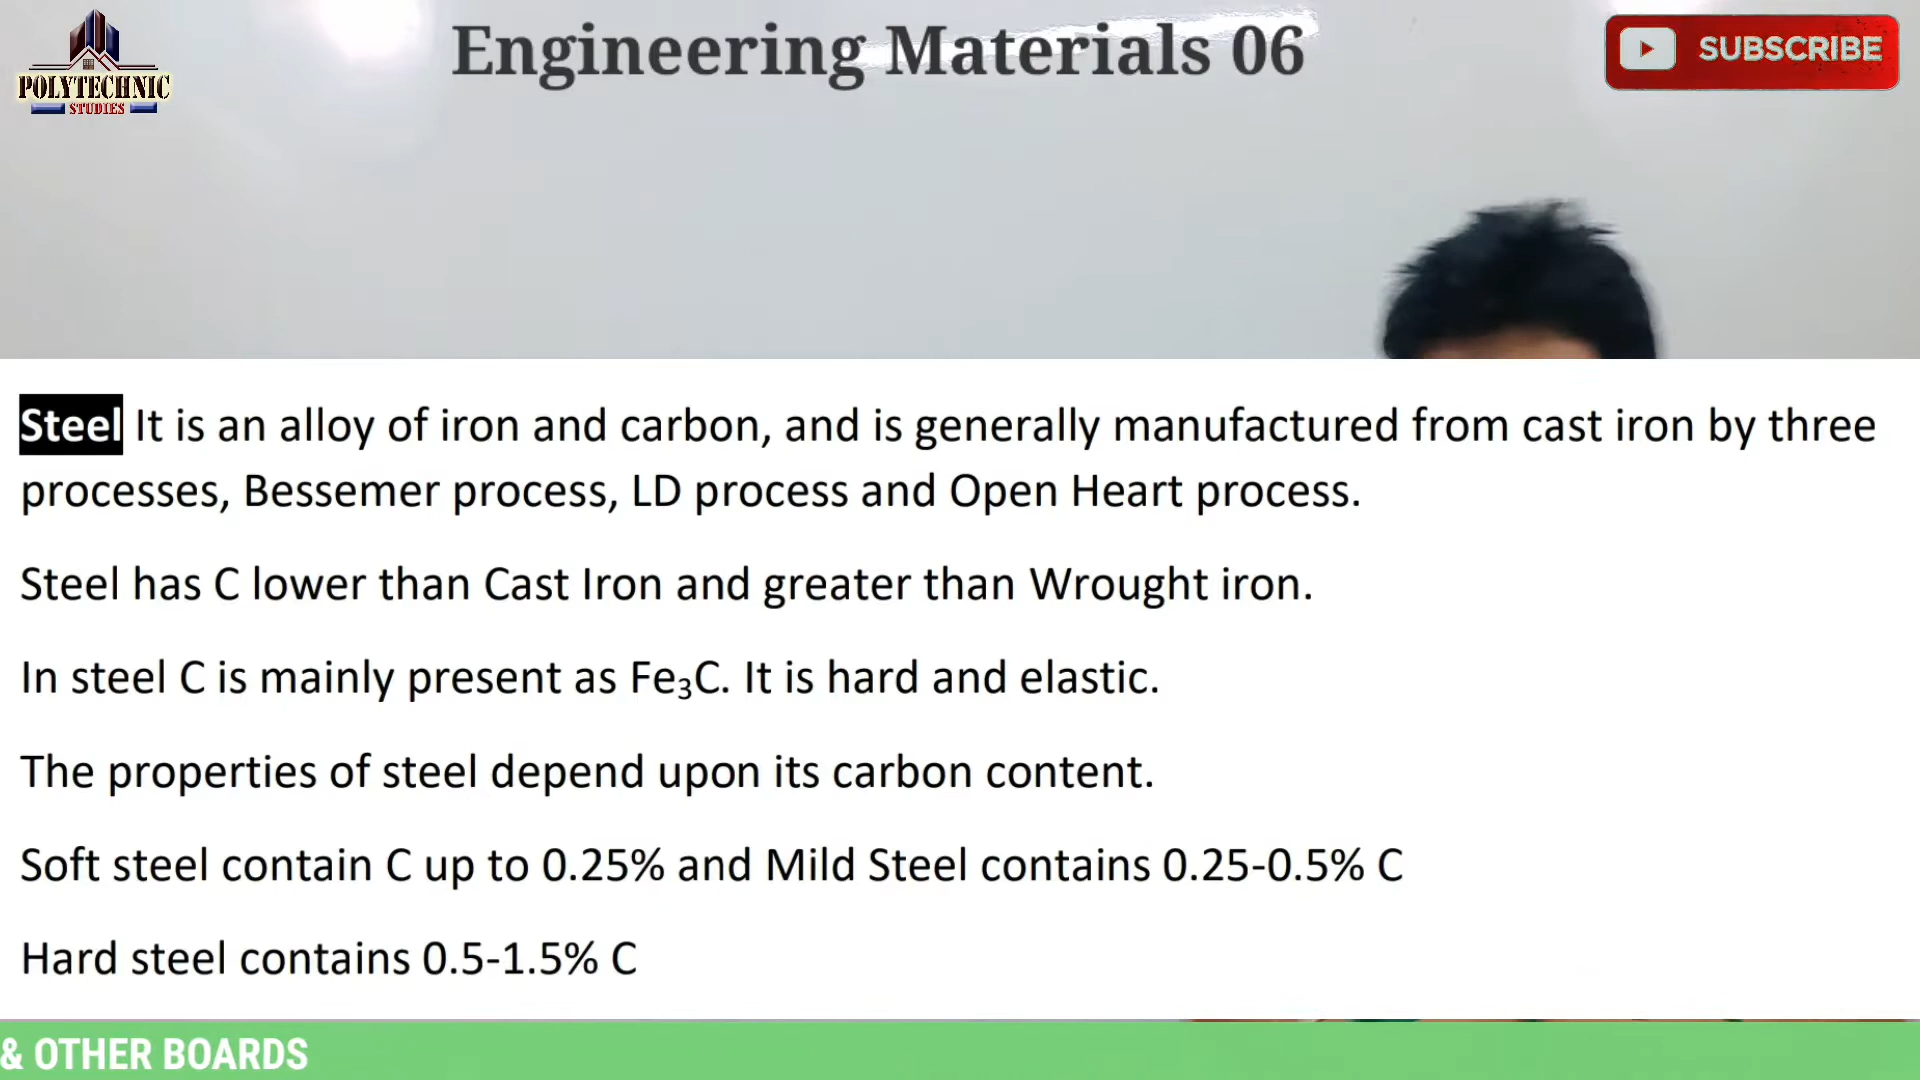 POLYTECHNIC
STUDIES
Engineering Materials 06
SUBSCRIBE
Steel It is an alloy of iron and carbon, and is generally manufactured from cast iron by three
processes, Bessemer process, LD process and Open Heart process.
Steel has C lower than Cast Iron and greater than Wrought iron.
In steel C is mainly present as Fe₃C. It is hard and elastic.
The properties of steel depend upon its carbon content.
Soft steel contain C up to 0.25% and Mild Steel contains 0.25-0.5% C
Hard steel contains 0.5-1.5% C
& OTHER BOARDS